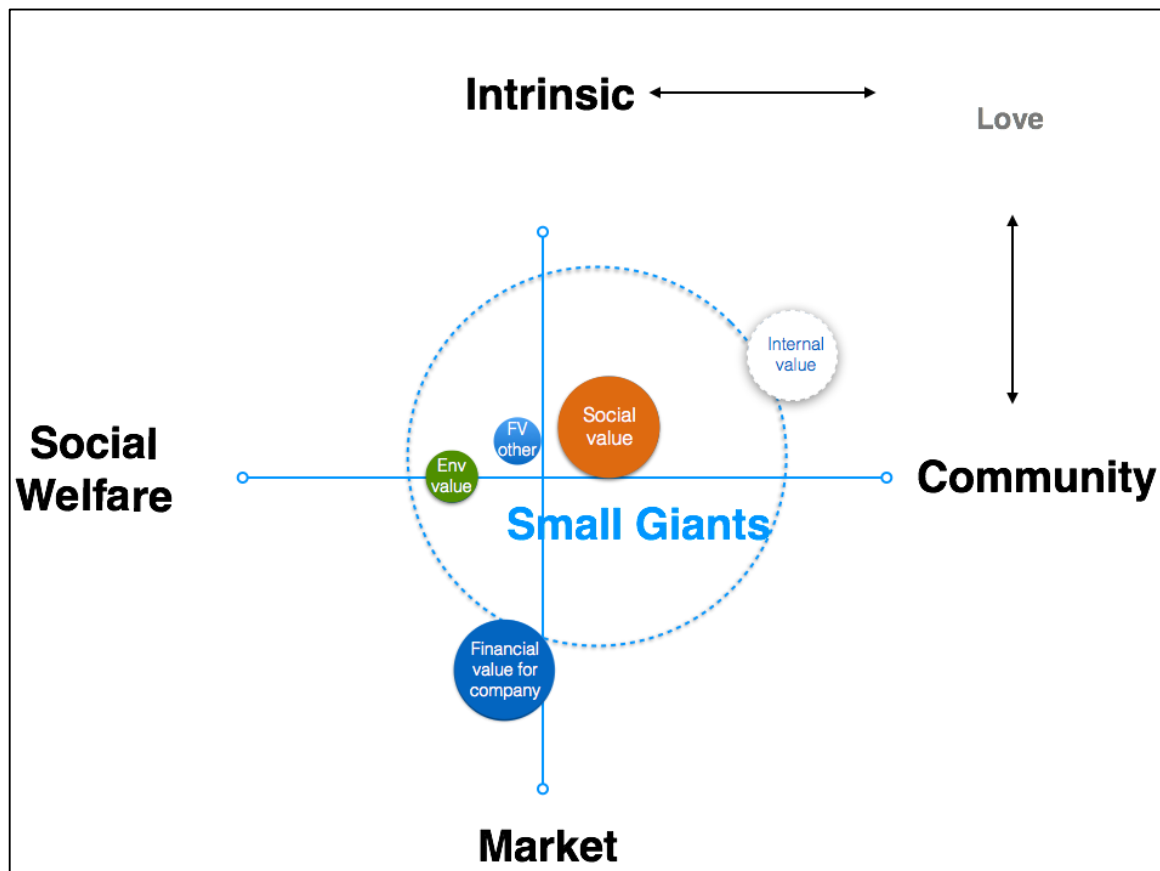 Intrinsic
Love
Internal
value
Social
value
FV
other
Env
value
Social
Welfare
Community
Small Giants
Financial
value for
company
Market